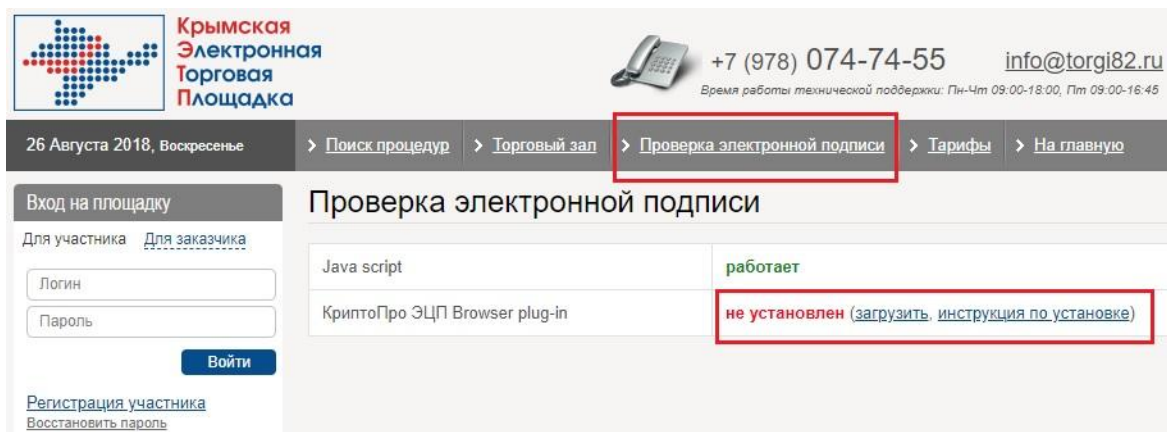 Крымская
Электронная
Торговая
Площадка
+7 (978) 074-74-55
info@torgi82.ru
Время работы технической поддержки: Пн-Чт 09:00-18:00, Пт 09:00-16:45
26 Августа 2018, Воскресенье
Поиск процедур
Торговый зал
Проверка электронной подписи
Тарифы
На главную
Вход на площадку
Для участника Для заказчика
Логин
Пароль
Войти
Регистрация участника
Восстановить пароль
Проверка электронной подписи
Java script работает
КриптоПро ЭЦП Browser plug-in не установлен (загрузить, инструкция по установке)